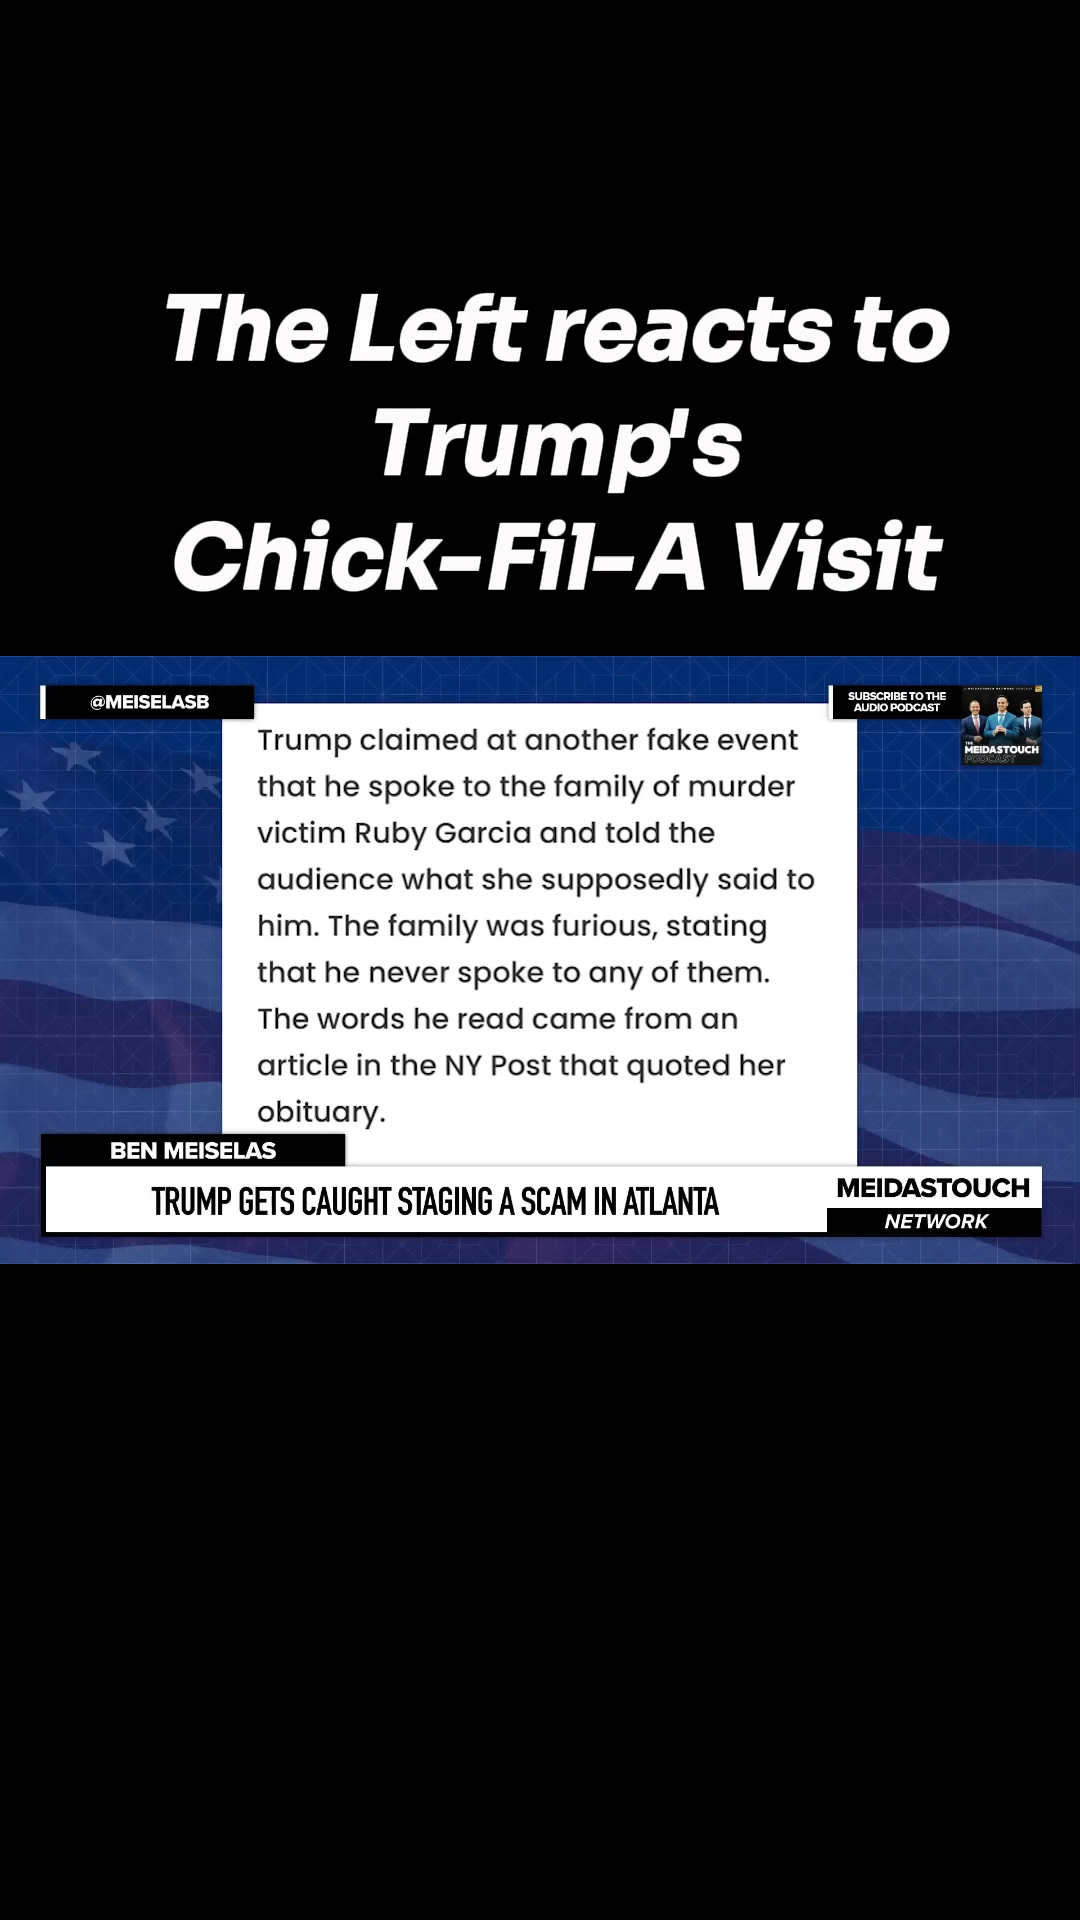 The Left reacts to
Trump's
Chick-Fil-A Visit
@MEISELASB
SUBSCRIBE TO THE
AUDIO PODCAST
THE
MEIDASTOUCH
PODCAST
Trump claimed at another fake event
that he spoke to the family of murder
victim Ruby Garcia and told the
audience what she supposedly said to
him. The family was furious, stating
that he never spoke to any of them.
The words he read came from an
article in the NY Post that quoted her
obituary.
BEN MEISELAS
TRUMP GETS CAUGHT STAGING A SCAM IN ATLANTA
MEIDASTOUCH
NETWORK